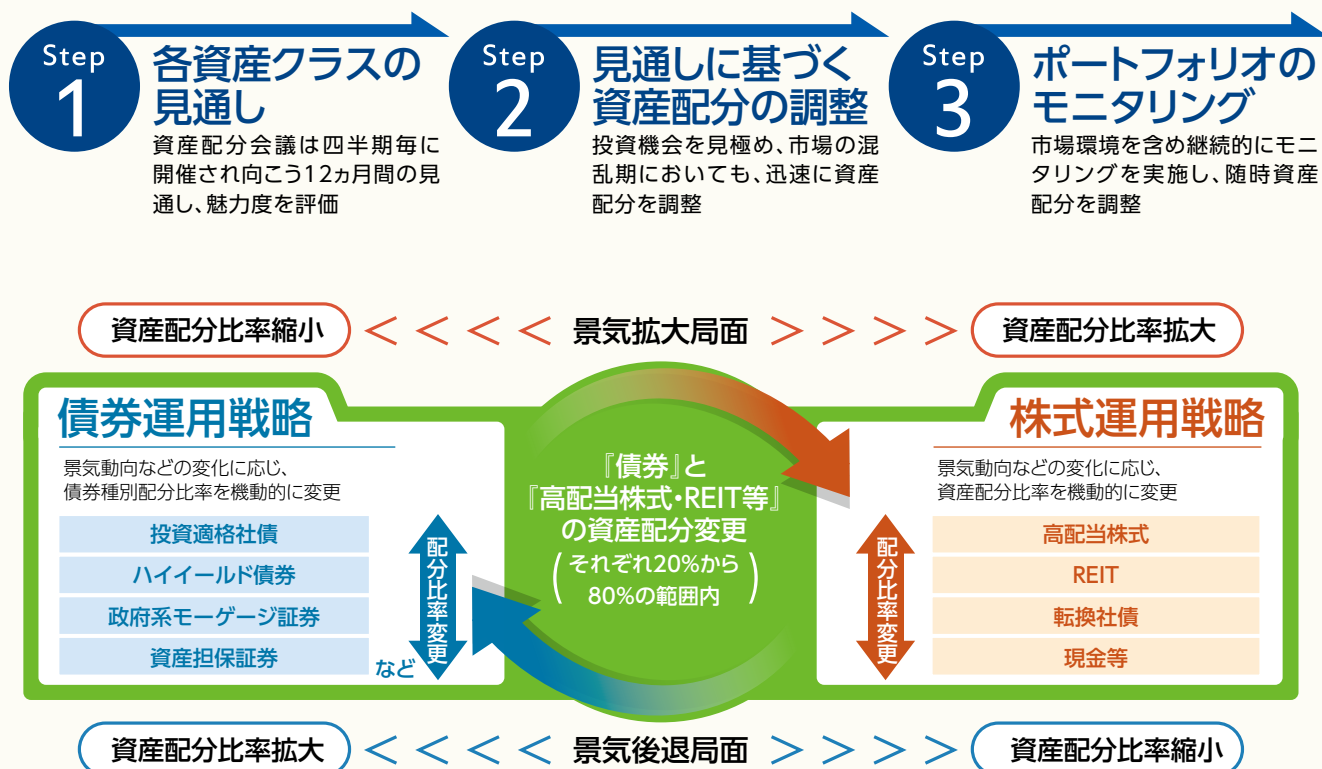 Step
1
各資産クラスの
見通し
資産配分会議は四半期毎に
開催され向こう12ヵ月間の見
通し、魅力度を評価
Step
2
見通しに基づく
資産配分の調整
投資機会を見極め、市場の混
乱期においても、迅速に資産
配分を調整
Step
3
ポートフォリオの
モニタリング
市場環境を含め継続的にモニ
タリングを実施し、随時資産
配分を調整
資産配分比率縮小 ＜ ＜ ＜ ＜ 景気拡大局面 ＞ ＞ ＞ ＞ 資産配分比率拡大
債券運用戦略
景気動向などの変化に応じ、
債券種別配分比率を機動的に変更
投資適格社債
ハイイールド債券
政府系モーゲージ証券
資産担保証券
など
配分比率変更
『債券』と
『高配当株式・REIT等』
の資産配分変更
(それぞれ20%から
80%の範囲内)
株式運用戦略
景気動向などの変化に応じ、
資産配分比率を機動的に変更
配分比率変更
高配当株式
REIT
転換社債
現金等
資産配分比率拡大 ＜ ＜ ＜ ＜ 景気後退局面 ＞ ＞ ＞ ＞ 資産配分比率縮小